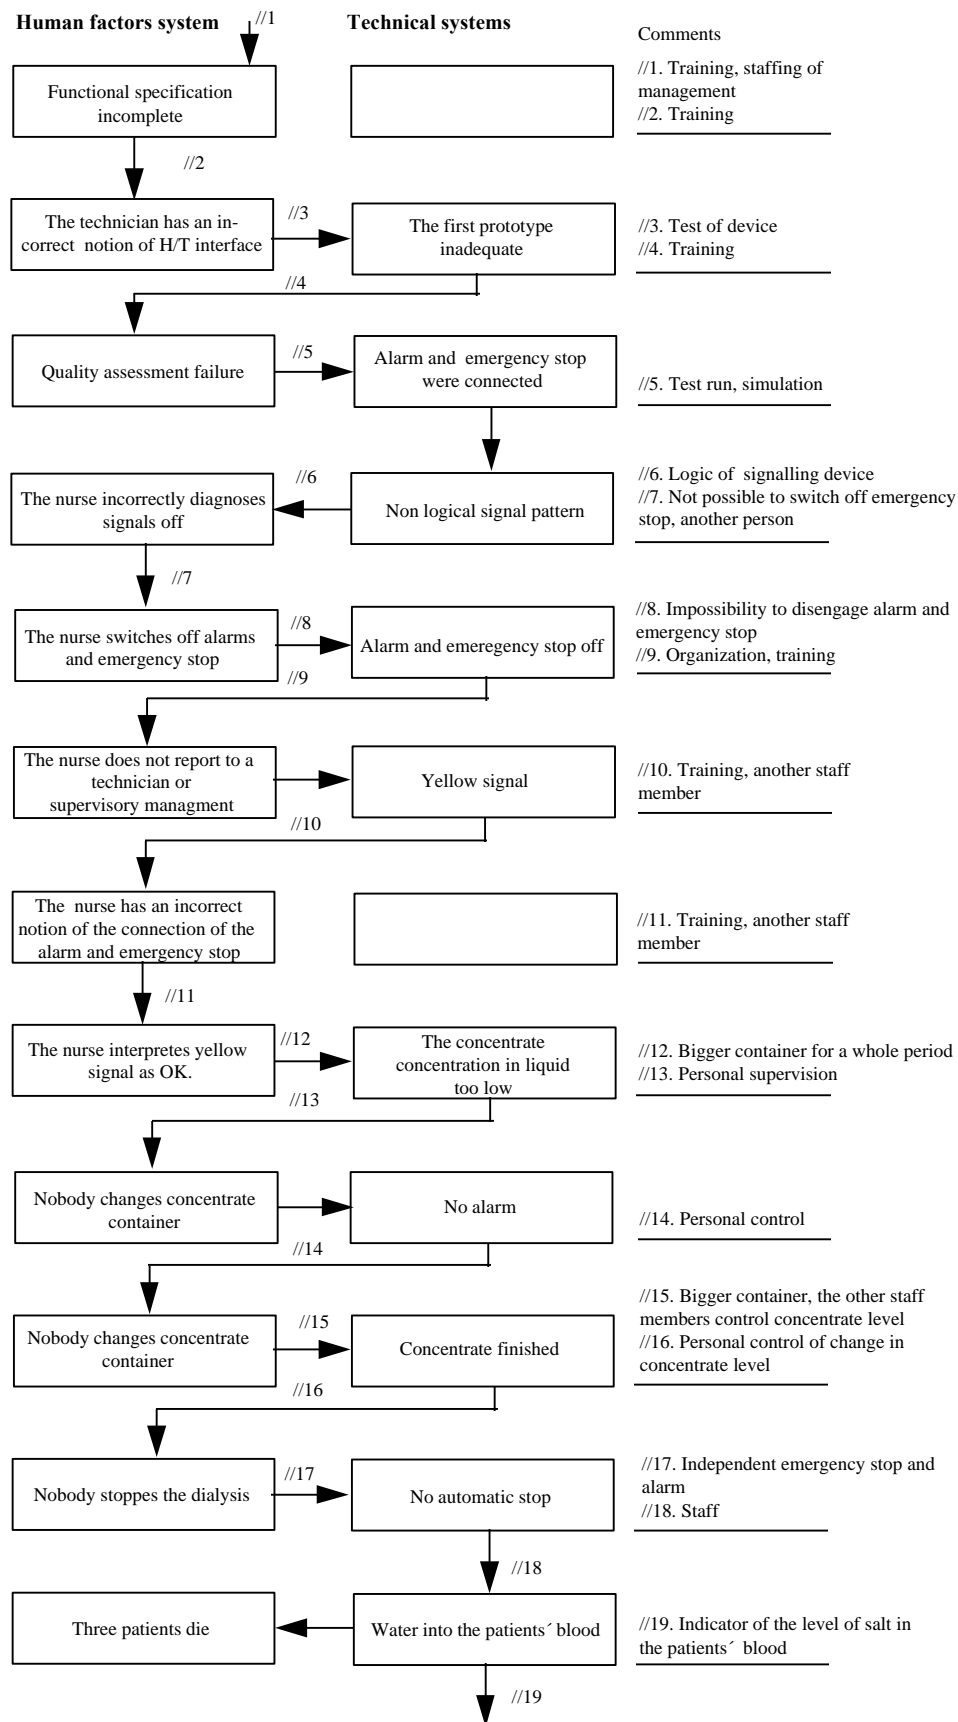 Human factors system
//1
Technical systems
Comments
Functional specification
incomplete
//1. Training, staffing of
management
//2. Training
//2
The technician has an in-
correct notion of H/T interface
//3
The first prototype
inadequate
//3. Test of device
//4. Training
//4
Quality assessment failure
//5
Alarm and emergency stop
were connected
//5. Test run, simulation
The nurse incorrectly diagnoses
signals off
//6
Non logical signal pattern
//6. Logic of signalling device
//7. Not possible to switch off emergency
stop, another person
//7
The nurse switches off alarms
and emergency stop
//8
Alarm and emeregency stop off
//8. Impossibility to disengage alarm and
emergency stop
//9. Organization, training
//9
The nurse does not report to a
technician or
supervisory managment
Yellow signal
//10. Training, another staff
member
//10
The nurse has an incorrect
notion of the connection of the
alarm and emergency stop
//11. Training, another staff
member
//11
The nurse interpretes yellow
signal as OK.
//12
The concentrate
concentration in liquid
too low
//12. Bigger container for a whole period
//13. Personal supervision
//13
Nobody changes concentrate
container
No alarm
//14. Personal control
//14
Nobody changes concentrate
container
//15
Concentrate finished
//15. Bigger container, the other staff
members control concentrate level
//16. Personal control of change in
concentrate level
//16
Nobody stoppes the dialysis
//17
No automatic stop
//17. Independent emergency stop and
alarm
//18. Staff
//18
Three patients die
Water into the patients´ blood
//19. Indicator of the level of salt in
the patients´ blood
//19